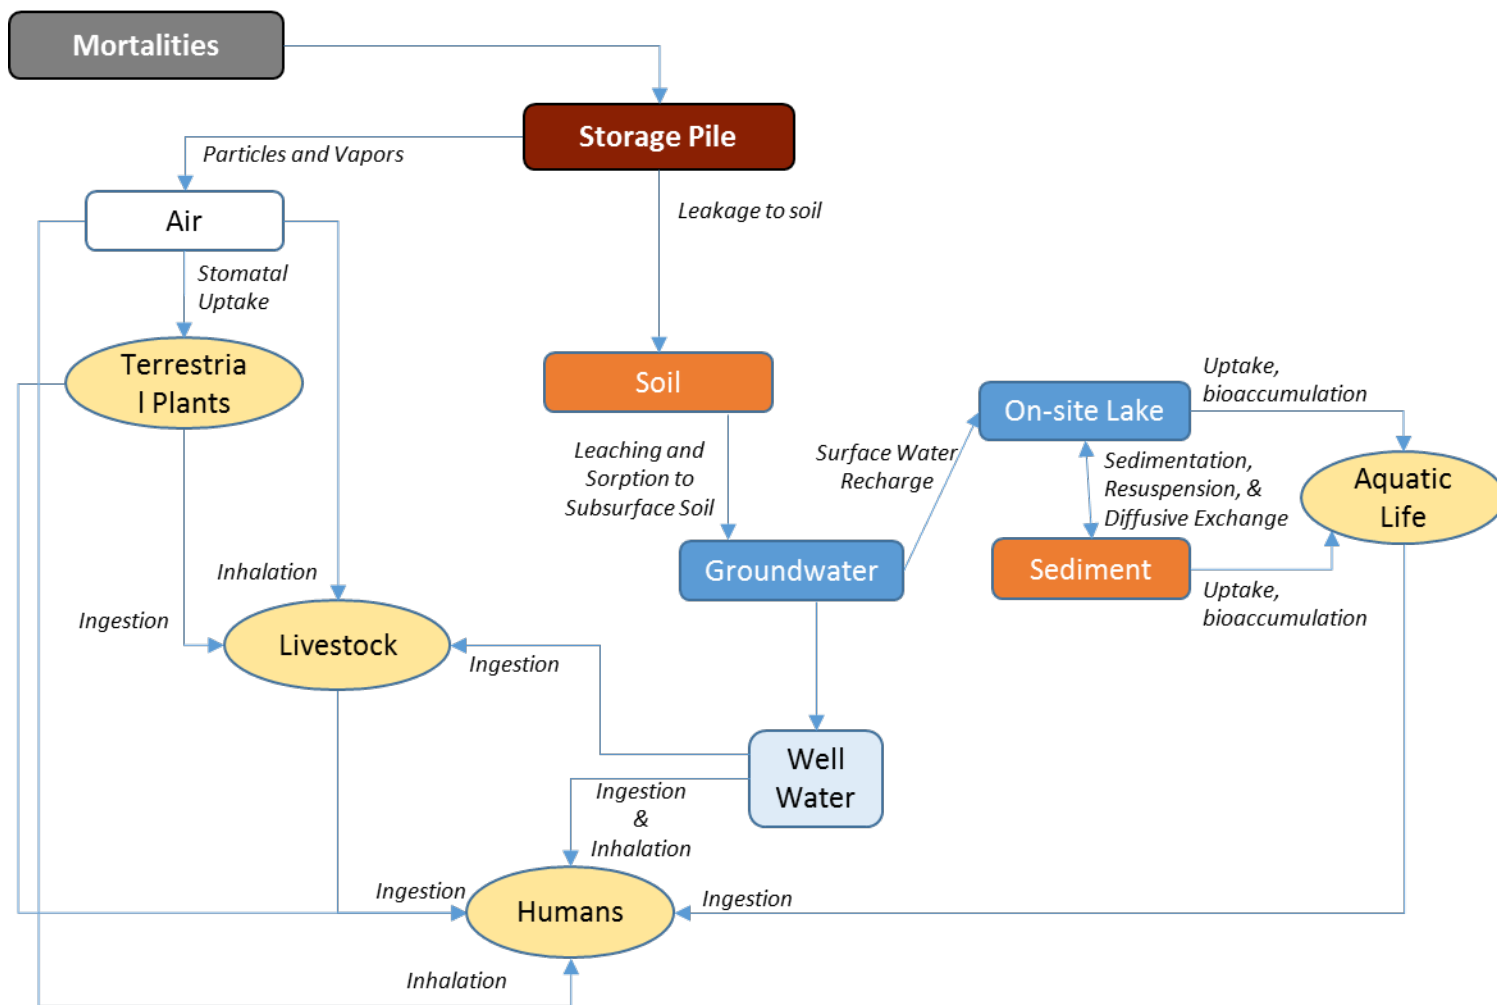 Mortalities
Storage Pile
Particles and Vapors
Air
Leakage to soil
Stomatal
Uptake
Terrestria
l Plants
Soil
On-site Lake
Uptake,
bioaccumulation
Leaching and
Sorption to
Subsurface Soil
Surface Water
Recharge
Sedimentation,
Resuspension, &
Diffusive Exchange
Aquatic
Life
Groundwater
Sediment
Uptake,
bioaccumulation
Inhalation
Ingestion
Livestock
Ingestion
Well
Water
Ingestion
&
Inhalation
Ingestion
Humans
Ingestion
Inhalation